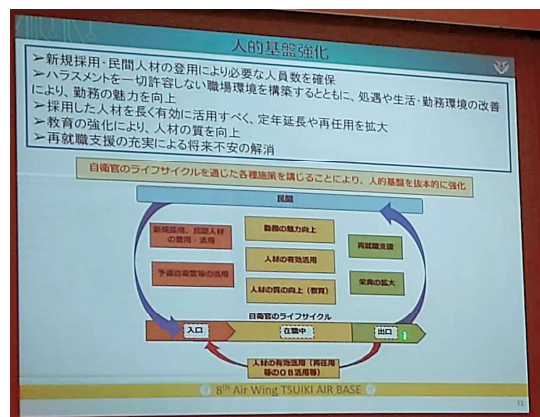 人的基盤強化
➢新規採用・民間人材の登用により必要な人員数を確保
➢ハラスメントを一切許容しない職場環境を構築するとともに、処遇や生活・勤務環境の改善
により、勤務の魅力を向上
➢採用した人材を長く有効に活用すべく、定年延長や再任用を拡大
➢教育の強化により、人材の質を向上
➢再就職支援の充実による将来不安の解消
自衛官のライフサイクルを通じた各種施策を講じることにより、人的基盤を抜本的に強化
民間
新規採用、民間人材
の登用・活用
勤務の魅力向上
再就職支援
人材の有効活用
予備自衛官等の活用
栄典の拡大
人材の質の向上（教育）
自衛官のライフサイクル
入口
在職中
出口
人材の有効活用（再任用
等のOB活用等）
8th Air Wing TSUIKI AIR BASE